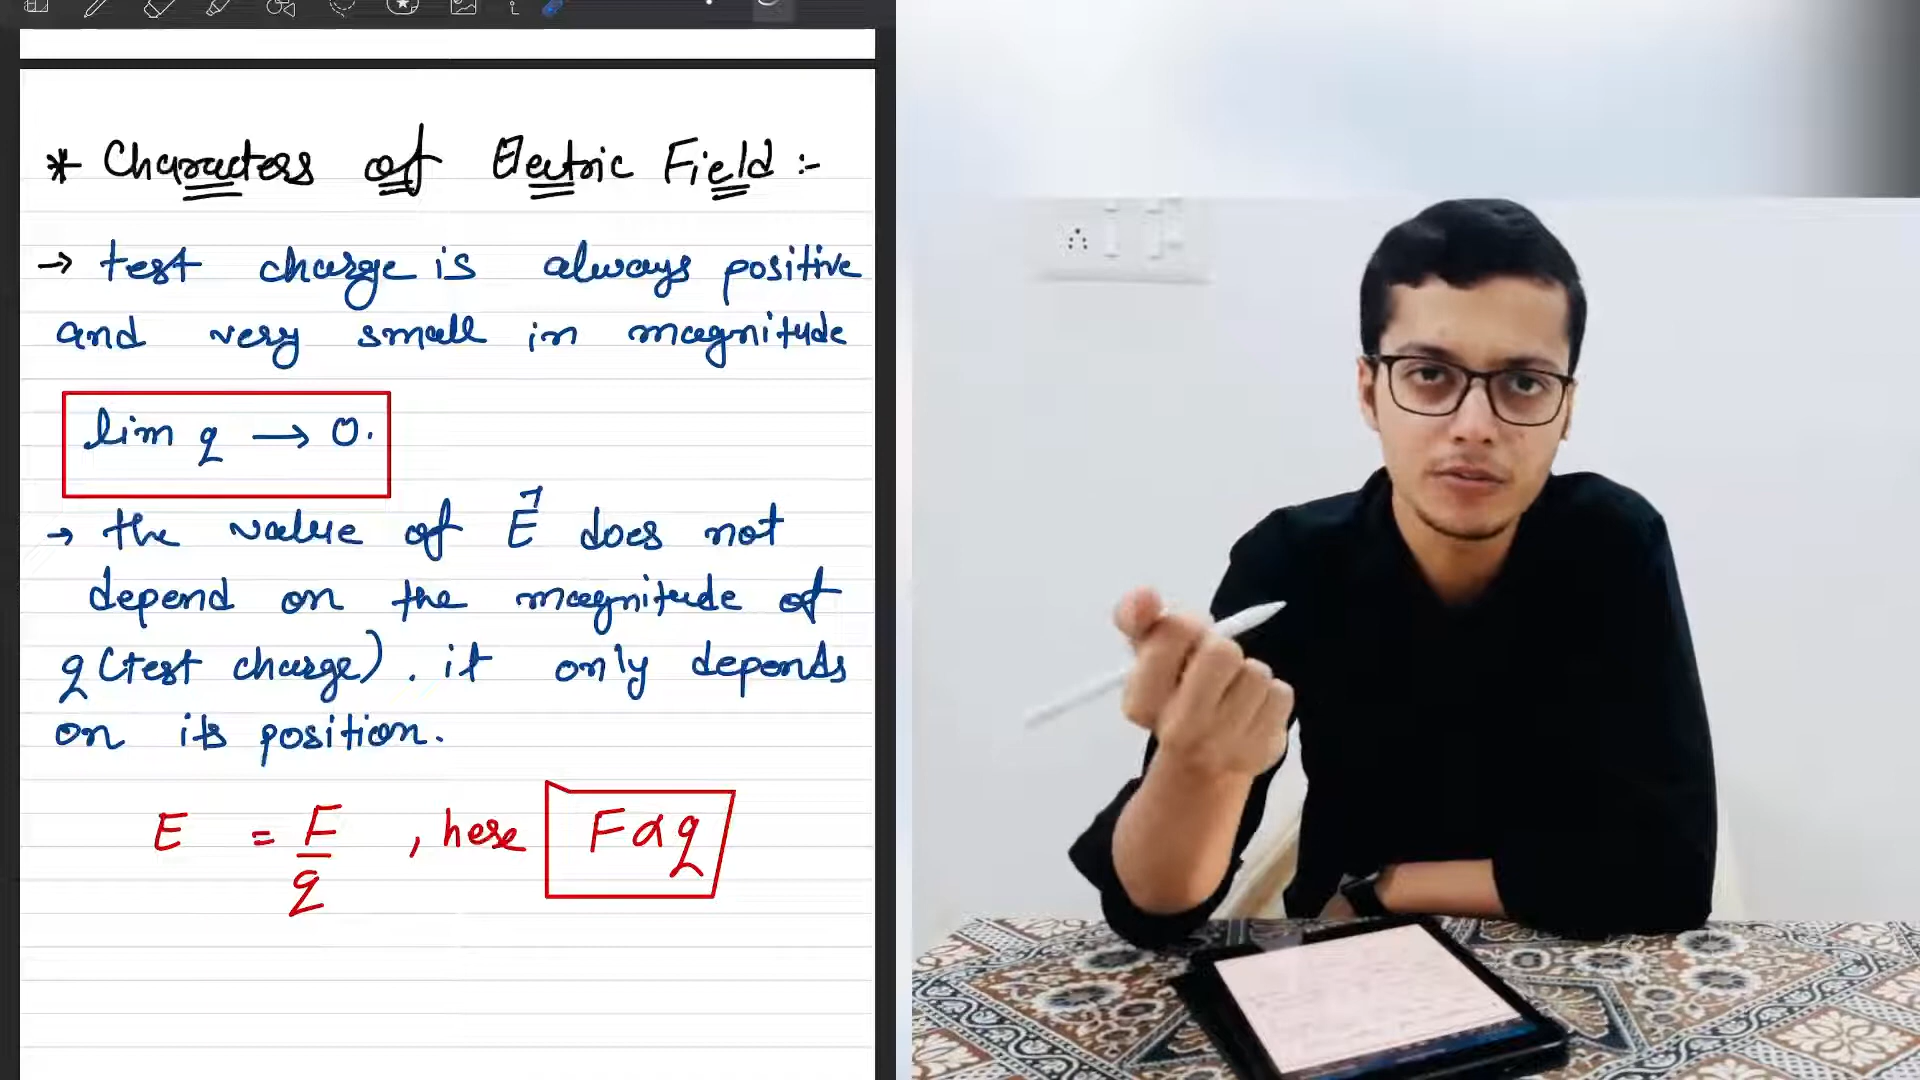 * Characters of Electric Field :-
→ test charge is always positive
and very small in magnitude
lim q → 0.
→ the value of E⃗ does not
depend on the magnitude of
q (test charge). it only depends
on its position.
E = F/q , here F α q